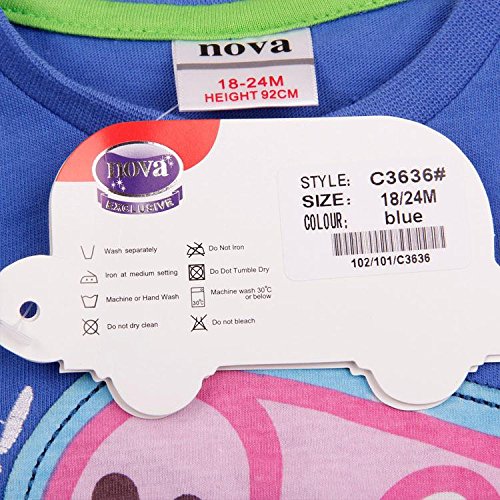 nova
18-24M
HEIGHT 92CM
nova
EXCLUSIVE
STYLE: C3636#
SIZE: 18/24M
COLOUR: blue
102/101/C3636
Wash separately
Do Not Iron
Iron at medium setting
Do Dot Tumble Dry
Machine or Hand Wash
30°C
Machine wash 30°C
or below
Do not dry clean
Do not bleach